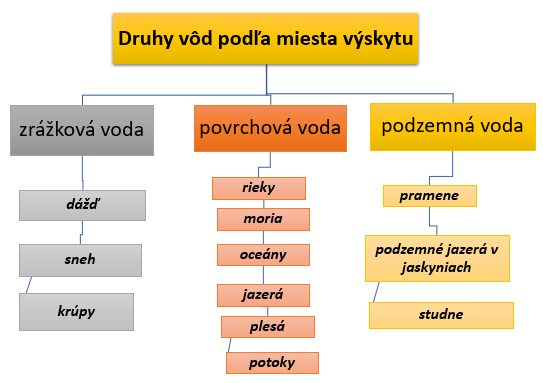 Druhy vôd podľa miesta výskytu
zrážková voda
povrchová voda
podzemná voda
dážď
sneh
krúpy
rieky
moria
oceány
jazerá
plesá
potoky
pramene
podzemné jazerá v
jaskyniach
studne